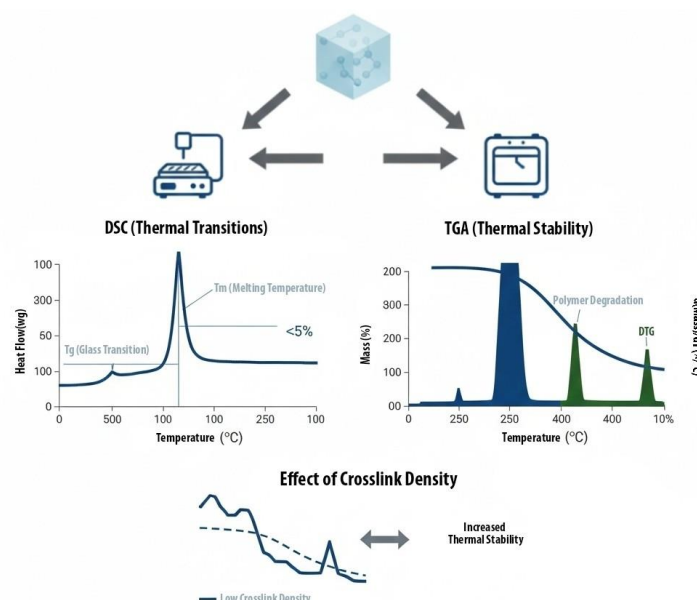 DSC (Thermal Transitions)
TGA (Thermal Stability)
Heat Flow(wg)
100
300
50
100
0
Tg (Glass Transition)
Tm (Melting Temperature)
<5%
0
500
100
100
250
100
Temperature (°C)
Mass (%)
200
300
200
100
00
Polymer Degradation
DTG
0
250
250
400
400
10%
Temperature (°C)
Effect of Crosslink Density
Increased
Thermal Stability
Low Crosslink Density